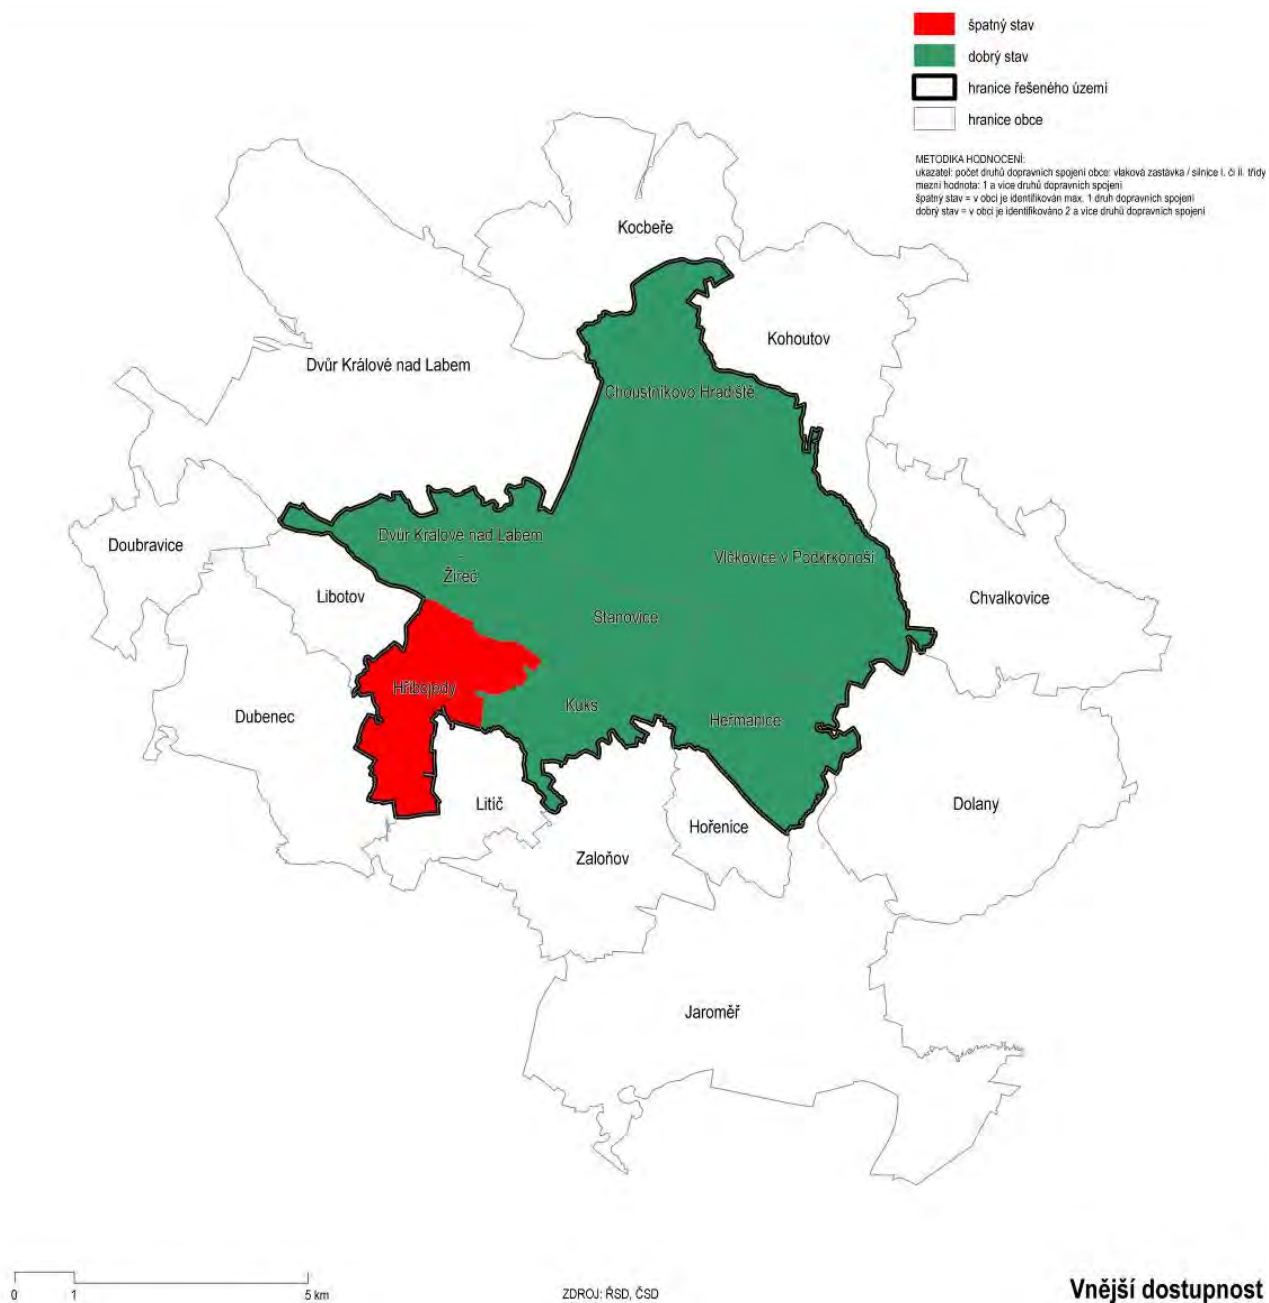 špatný stav
dobrý stav
hranice řešeného území
hranice obce
METODIKA HODNOCENÍ:
ukazatel: počet druhů dopravních spojení obce: vlaková zastávka / silnice I. či II. třídy
mezní hodnota: 1 a více druhů dopravních spojení
špatný stav = v obci je identifikován max. 1 druh dopravních spojení
dobrý stav = v obci je identifikováno 2 a více druhů dopravních spojení
Kocbeře
Kohoutov
Dvůr Králové nad Labem
Choustníkovo Hradiště
Dvůr Králové nad Labem
-
Žireč
Doubravice
Vlčkovice v Podkrkonoší
Libotov
Chvalkovice
Stanovice
Hřibojedy
Kuks
Dubenec
Heřmanice
Litíč
Dolany
Hořenice
Zaloňov
Jaroměř
0 1 5 km
ZDROJ: ŘSD, ČSD
Vnější dostupnost